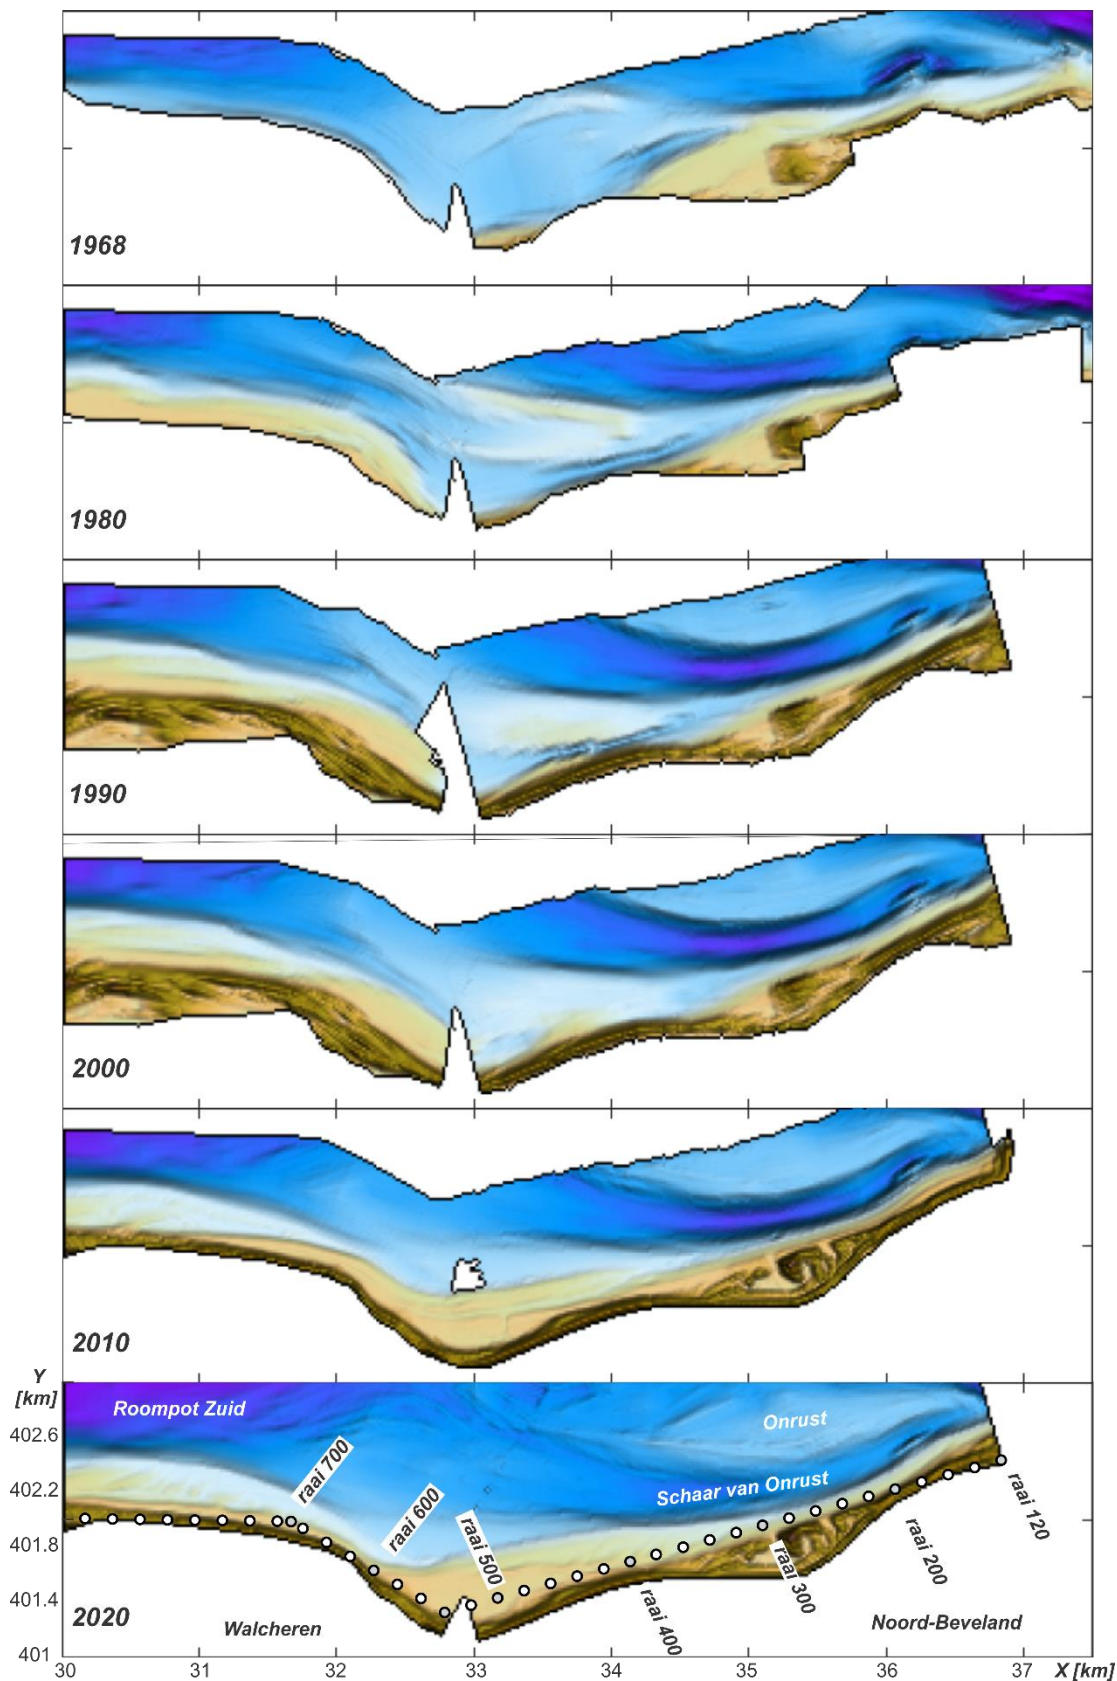 1968
1980
1990
2000
2010
Y
[km]
Roompot Zuid
Onrust
402.6
raai 700
Schaar van Onrust
402.2
raai 600
raai 500
raai 120
401.8
raai 200
raai 300
401.4
raai 400
2020
Walcheren
Noord-Beveland
401
30 31 32 33 34 35 36 37 X [km]